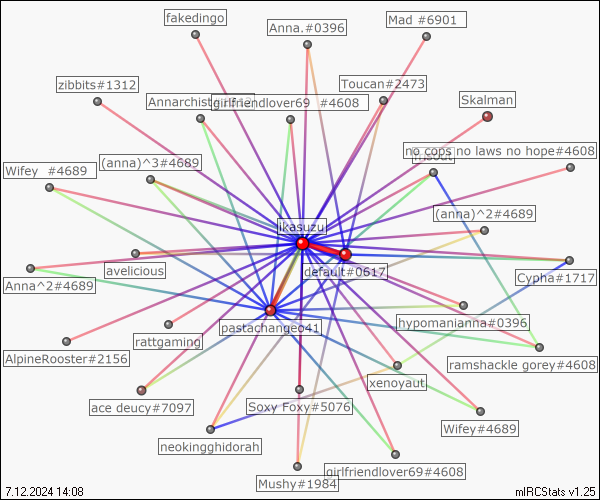 fakedingo
Anna.#0396
Mad #6901
zibbits#1312
Toucan#2473
Annarchist
girlfriendlover69 #4608
Skalman
no cops no laws no hope#4608
Wifey #4689
(anna)^3#4689
(anna)^2#4689
ikasuzu
default#0617
avelicious
Anna^2#4689
Cypha#1717
pastachangeo41
hypomanianna#0396
rattgaming
AlpineRooster#2156
ramshackle gorey#4608
xenoyaut
ace deucy#7097
Soxy Foxy#5076
Wifey#4689
neokingghidorah
girlfriendlover69#4608
Mushy#1984
7.12.2024 14:08
mIRCStats v1.25